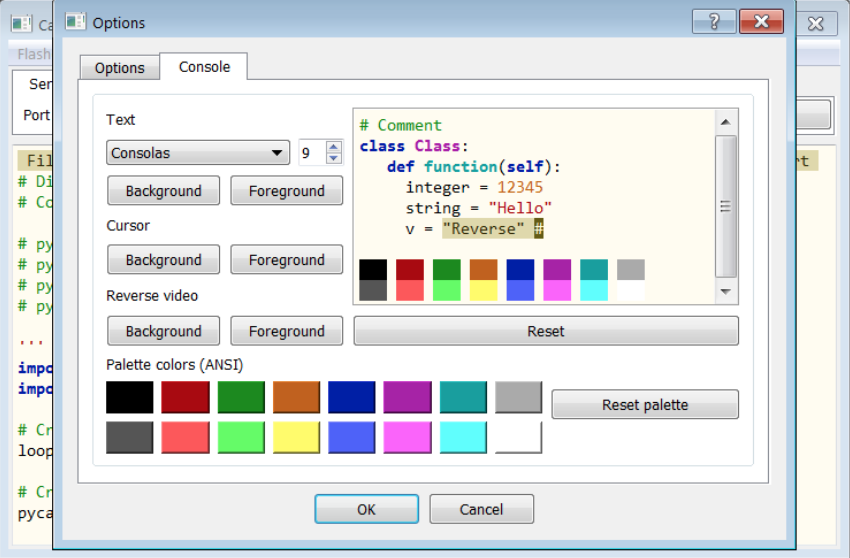 Ca
Options
?
Flash
Options
Console
Ser
Port
Text
Consolas
9
Background
Foreground
Cursor
Background
Foreground
Reverse video
Background
Foreground
# Comment
class Class:
def function(self):
integer = 12345
string = "Hello"
v = "Reverse" #
Reset
Palette colors (ANSI)
Reset palette
OK
Cancel
Fil
rt
# Di
# Co
# py
# py
# py
# py
...
impo
impo
# Cr
loop
# Cr
pyca